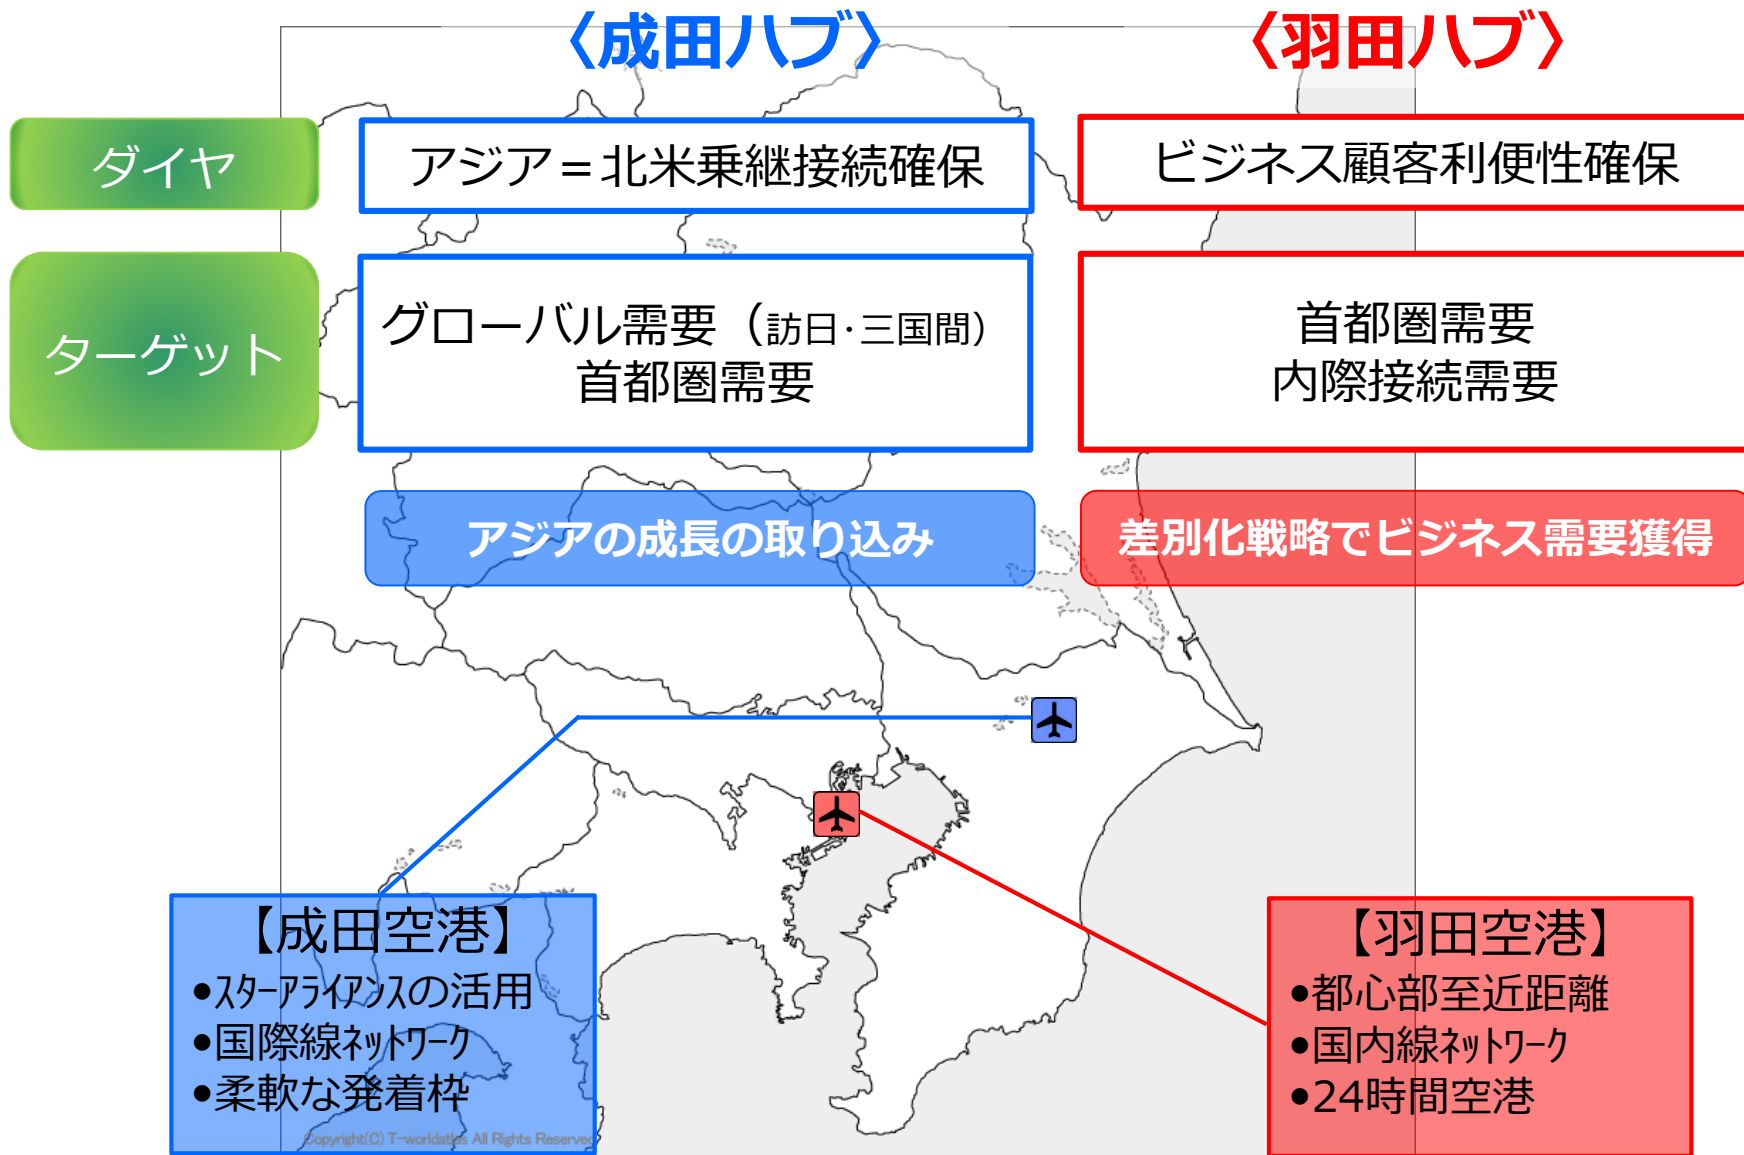 〈成田ハブ〉
〈羽田ハブ〉
ダイヤ
アジア＝北米乗継接続確保
ビジネス顧客利便性確保
ターゲット
グローバル需要（訪日･三国間）
首都圏需要
首都圏需要
内際接続需要
アジアの成長の取り込み
差別化戦略でビジネス需要獲得
【成田空港】
●ｽﾀｰｱﾗｲｱﾝｽの活用
●国際線ﾈｯﾄﾜｰｸ
●柔軟な発着枠
【羽田空港】
●都心部至近距離
●国内線ﾈｯﾄﾜｰｸ
●24時間空港
Copyright(C) T-worldatlas All Rights Reserved